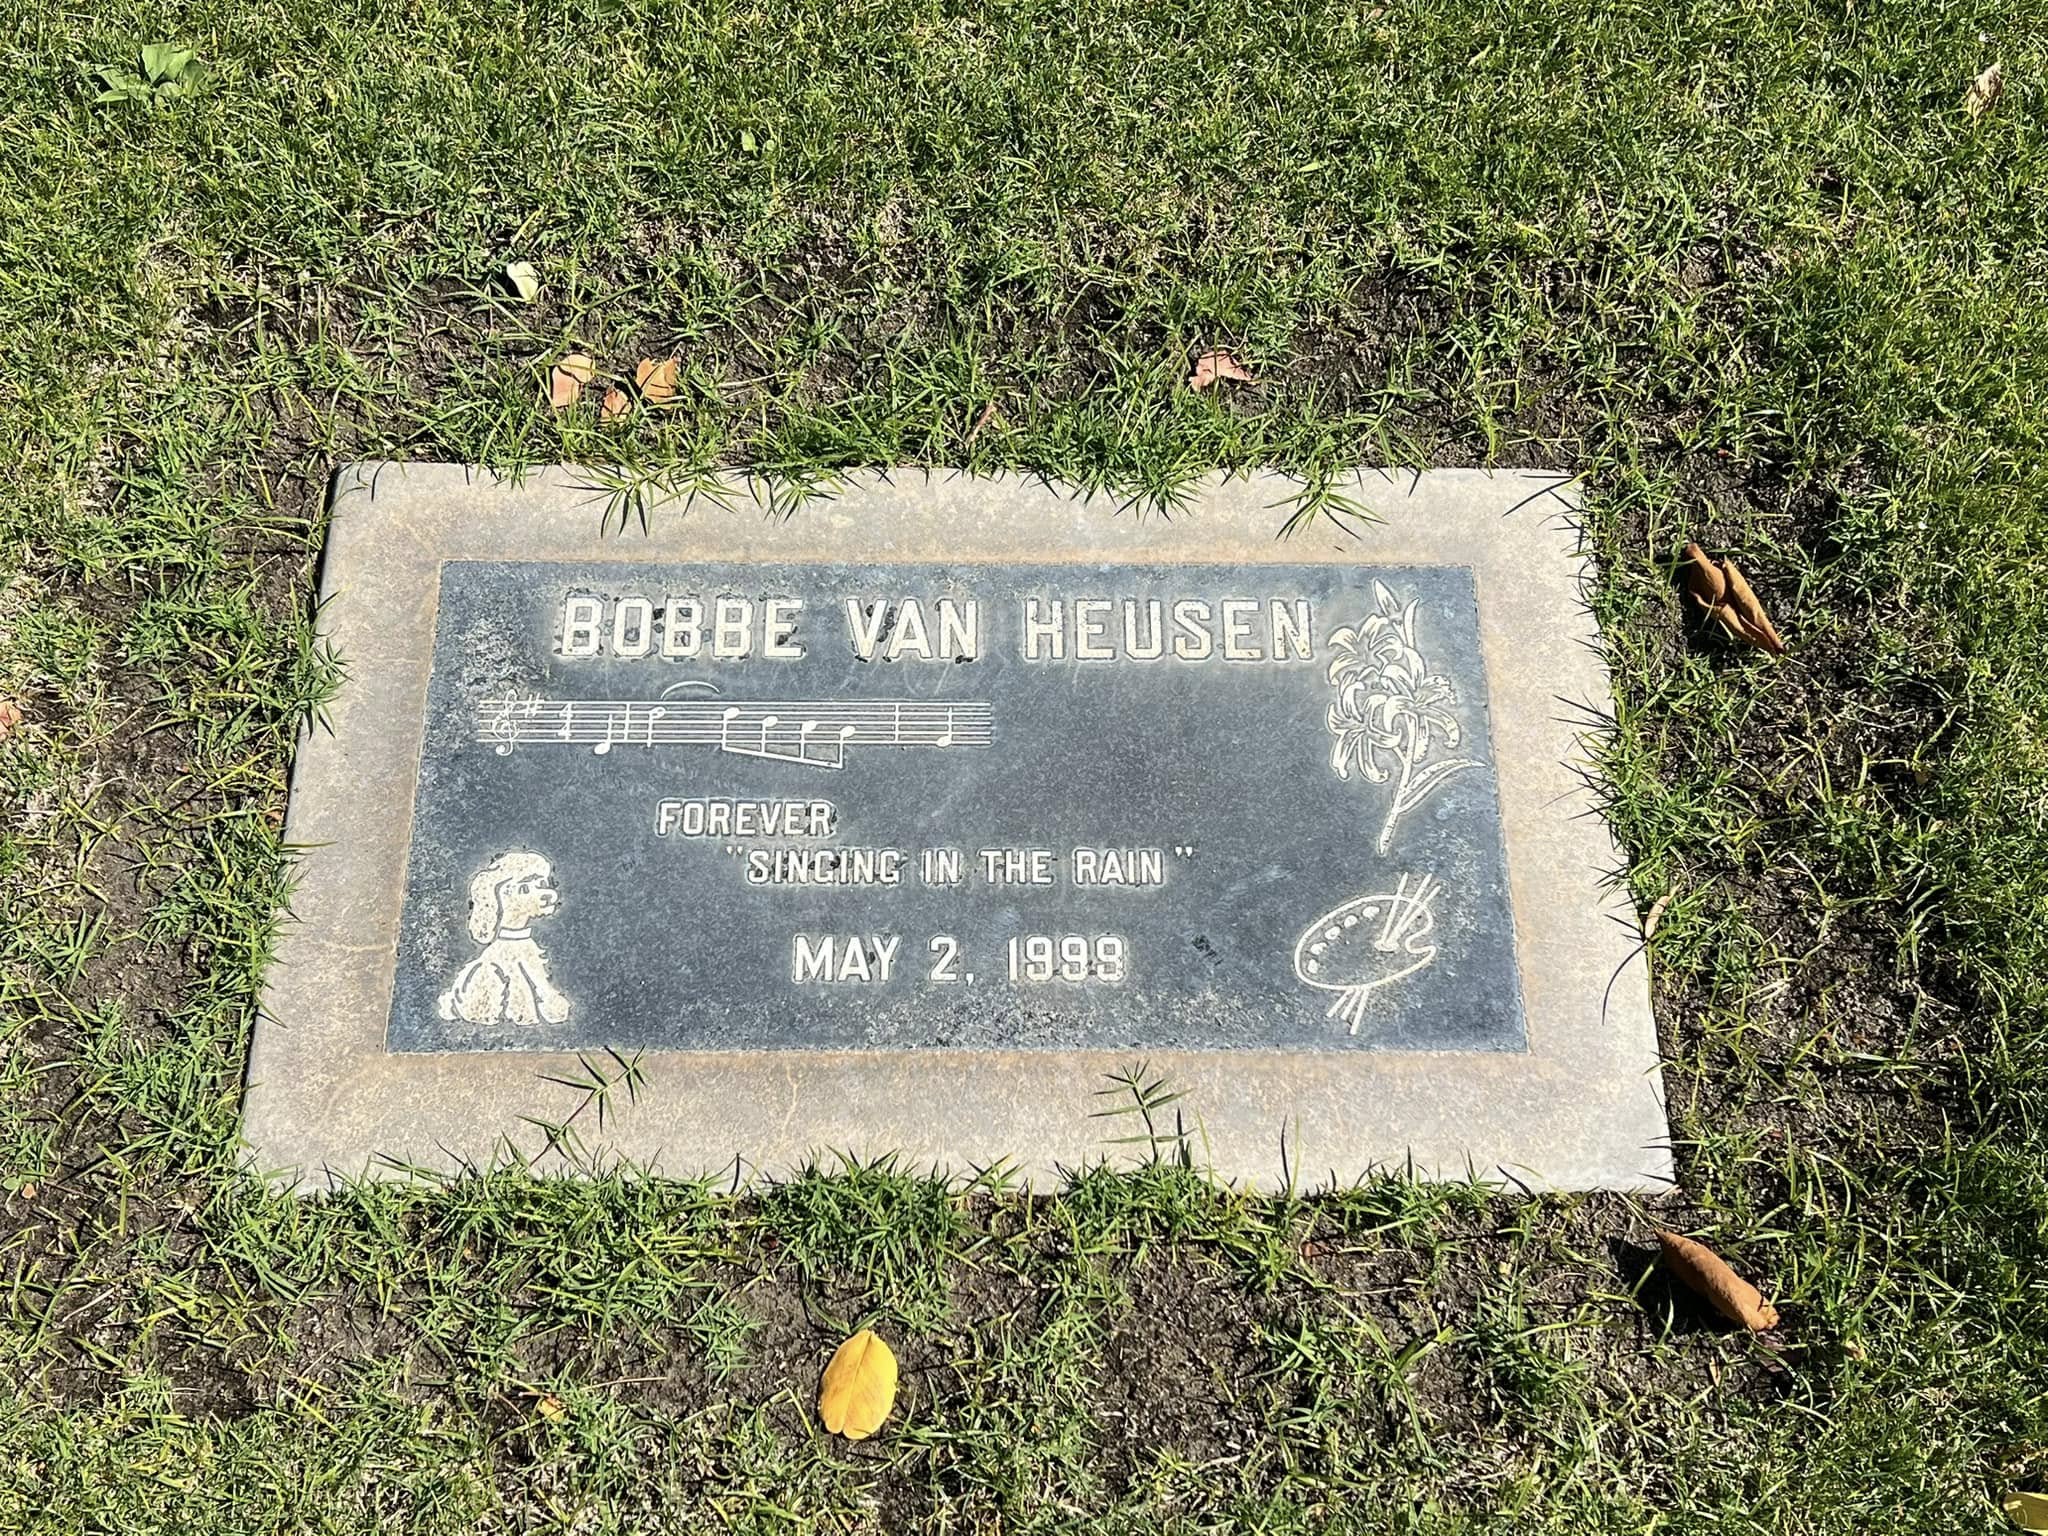 BOBBE VAN HEUSEN
FOREVER
"SINGING IN THE RAIN"
MAY 2, 1999